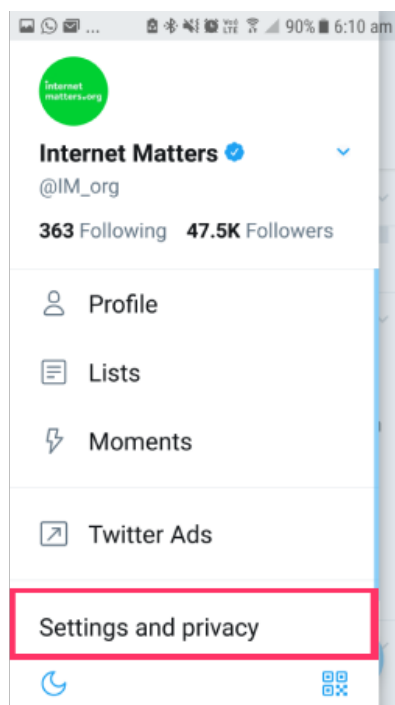 ... 90% 6:10 am
internet
matters.org
Internet Matters
@IM_org
363 Following 47.5K Followers
Profile
Lists
Moments
Twitter Ads
Settings and privacy